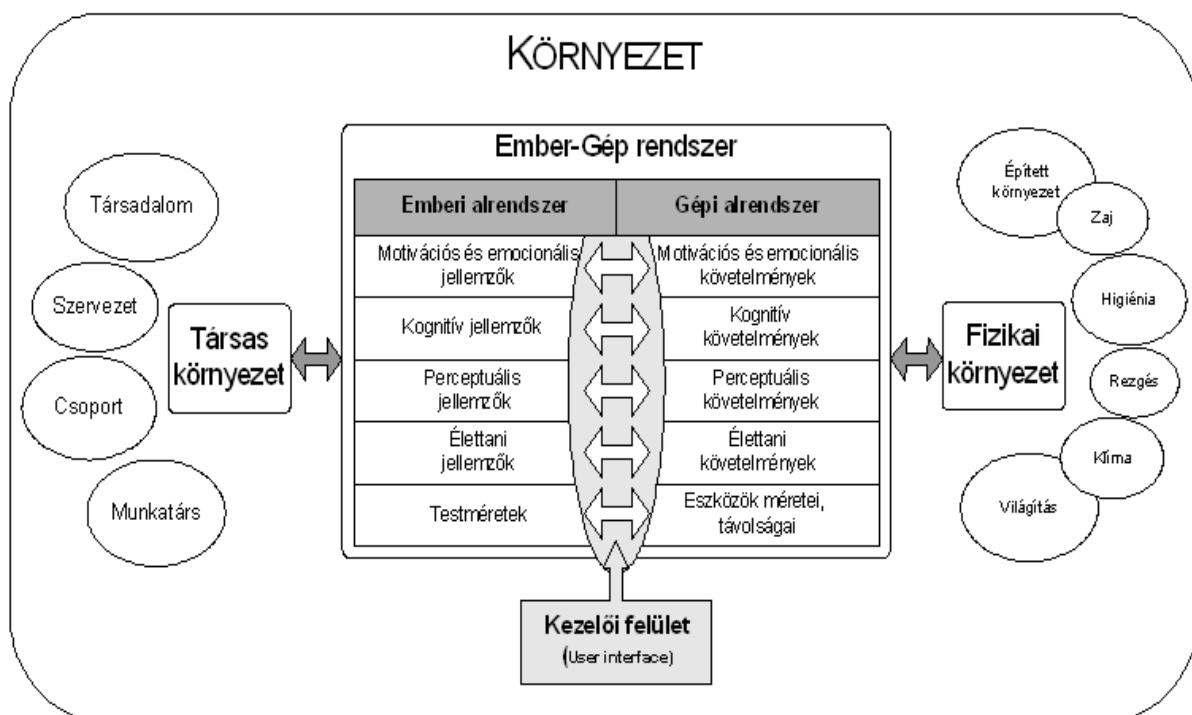 KÖRNYEZET
Ember-Gép rendszer
Emberi alrendszer
Gépi alrendszer
Motivációs és emocionális
jellemzők
Motivációs és emocionális
követelmények
Kognitív jellemzők
Kognitív
követelmények
Perceptuális
jellemzők
Perceptuális
követelmények
Élettani
jellemzők
Élettani
követelmények
Testméretek
Eszközök méretei,
távolságai
Kezelői felület
(User interface)
Társadalom
Szervezet
Csoport
Munkatárs
Társas
környezet
Fizikai
környezet
Épített
környezet
Zaj
Higiénia
Rezgés
Klíma
Világítás